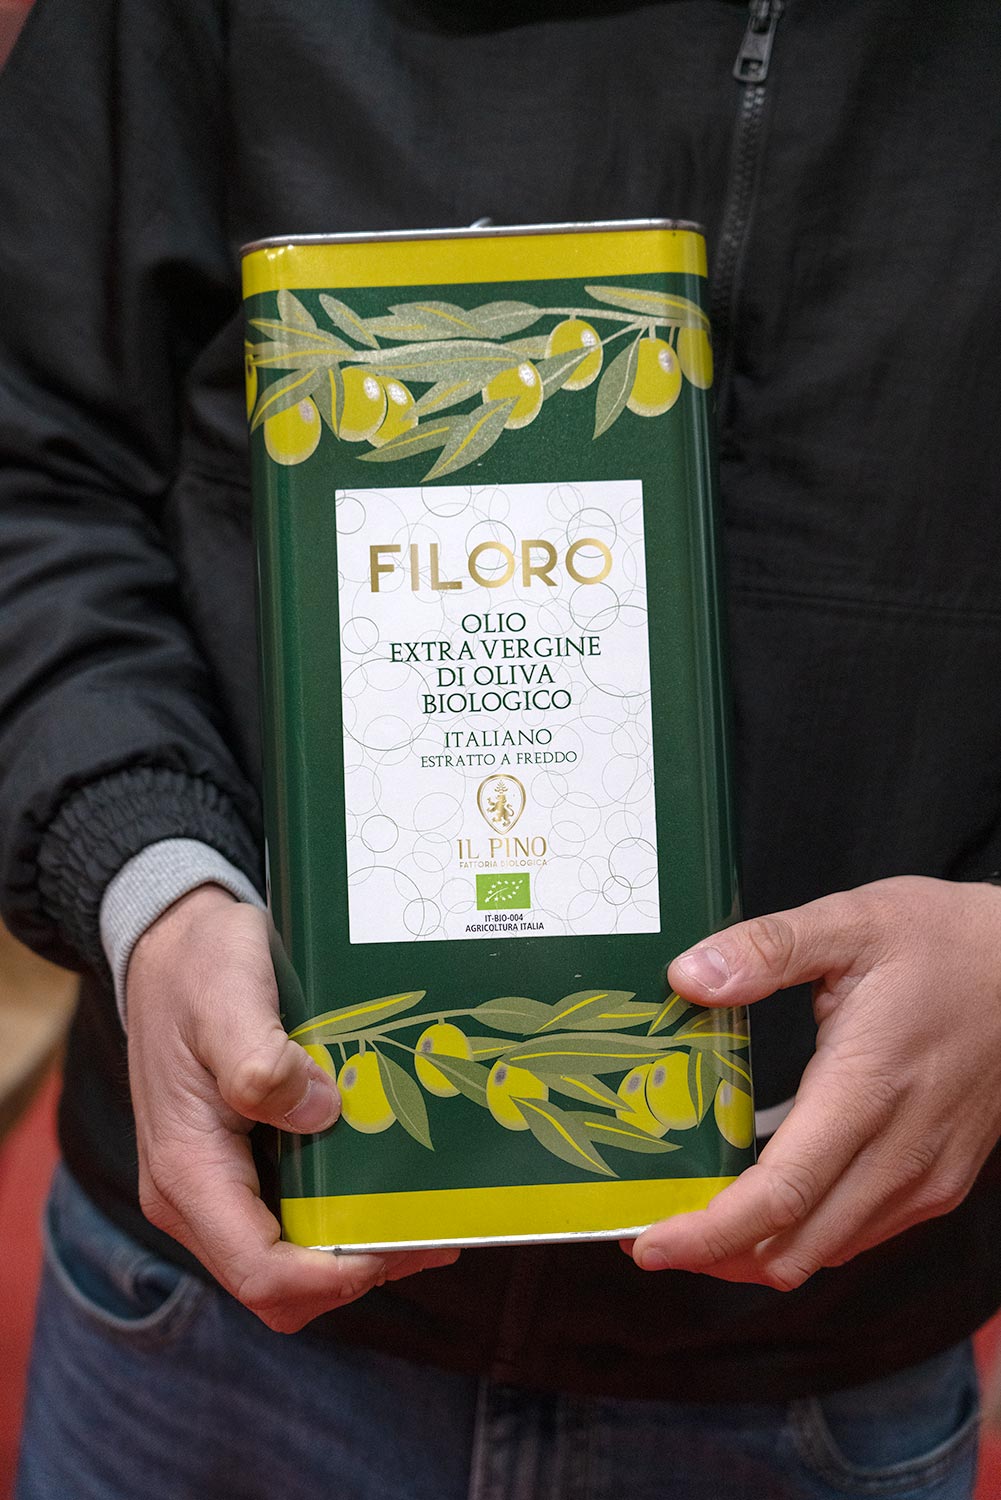 FILORO
OLIO
EXTRA VERGINE
DI OLIVA
BIOLOGICO
ITALIANO
ESTRATTO A FREDDO
IL PINO
FATTORIA BIOLOGICA
IT-BIO-004
AGRICOLTURA ITALIA